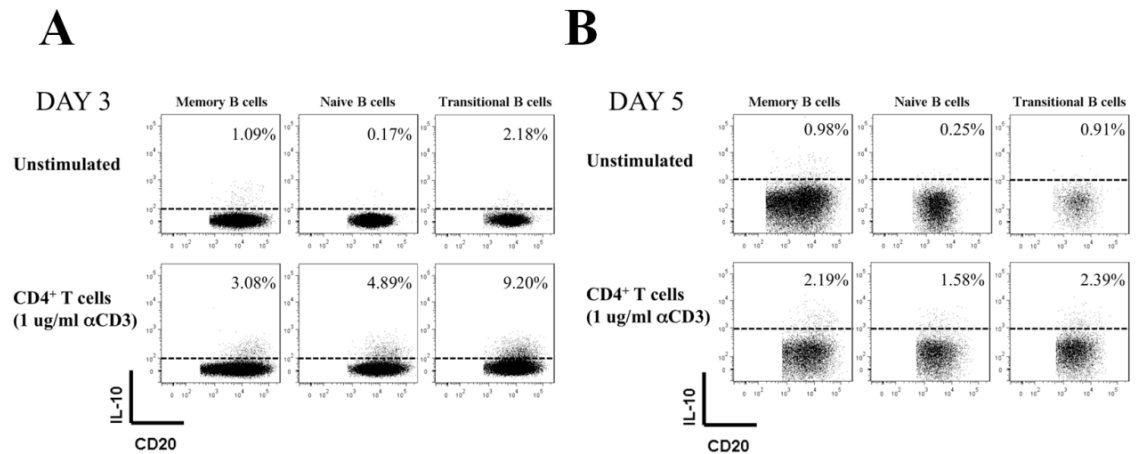 A
B
DAY 3
Memory B cells
Naive B cells
Transitional B cells
Unstimulated
1.09%
0.17%
2.18%
CD4⁺ T cells
(1 ug/ml αCD3)
3.08%
4.89%
9.20%
IL-10
CD20
DAY 5
Memory B cells
Naive B cells
Transitional B cells
Unstimulated
0.98%
0.25%
0.91%
CD4⁺ T cells
(1 ug/ml αCD3)
2.19%
1.58%
2.39%
IL-10
CD20